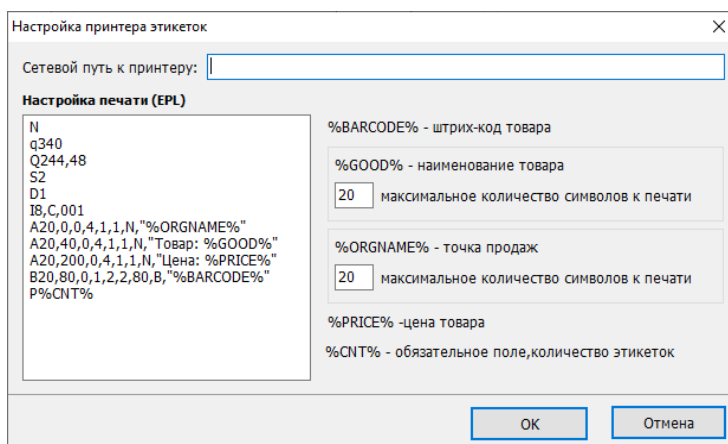 Настройка принтера этикеток
Сетевой путь к принтеру:
Настройка печати (EPL)
N
q340
Q244,48
S2
D1
I8,C,001
A20,0,0,4,1,1,N,"%ORGNAME%"
A20,40,0,4,1,1,N,"Товар: %GOOD%"
A20,200,0,4,1,1,N,"Цена: %PRICE%"
B20,80,0,1,2,2,80,B,"%BARCODE%"
P%CNT%
%BARCODE% - штрих-код товара
%GOOD% - наименование товара
20 максимальное количество символов к печати
%ORGNAME% - точка продаж
20 максимальное количество символов к печати
%PRICE% -цена товара
%CNT% - обязательное поле,количество этикеток
OK
Отмена